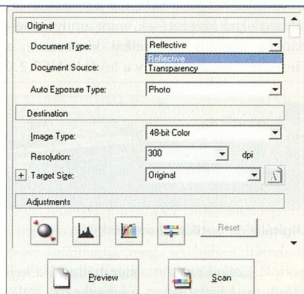 Original
Document Type: Reflective
Reflective
Document Source: Transparency
Auto Exposure Type: Photo
Destination
Image Type: 48-bit Color
Resolution: 300 dpi
+ Target Size: Original
Adjustments
Reset
Preview Scan